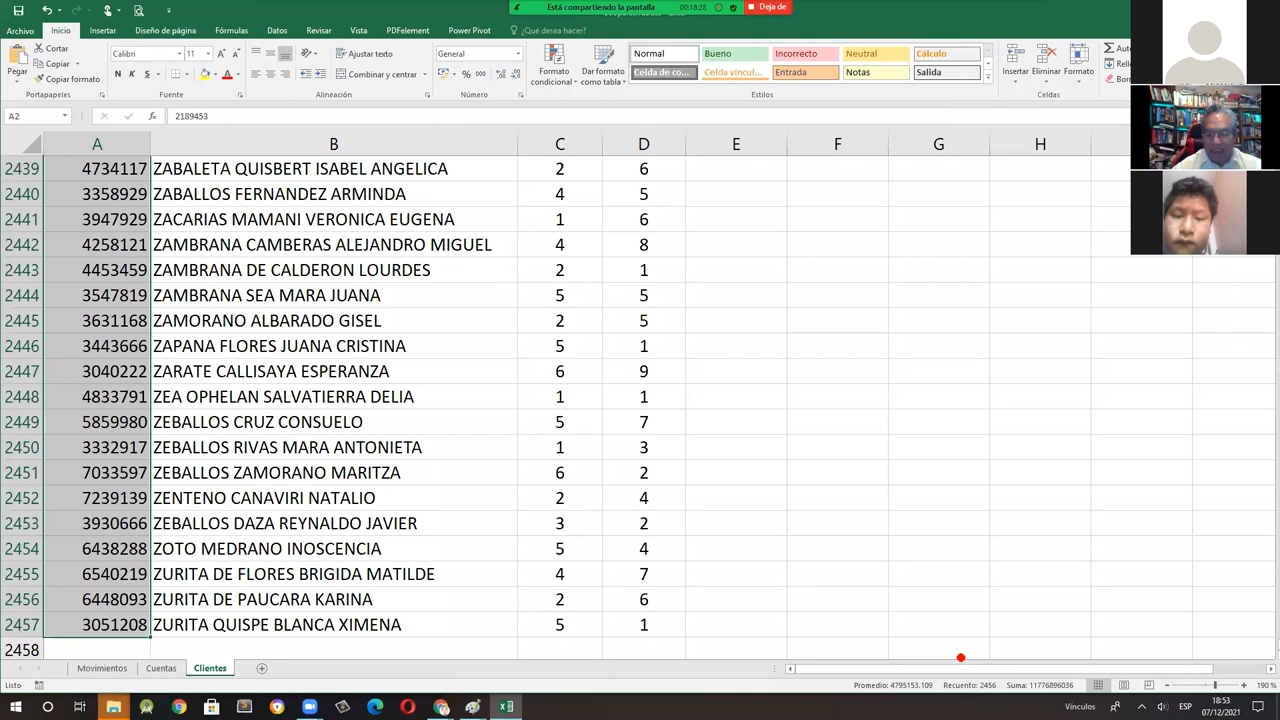 Está compartiendo la pantalla 00:18:28 Deja de
Archivo Inicio Insertar Diseño de página Fórmulas Datos Revisar Vista PDFelement Power Pivot ¿Qué desea hacer?
Pegar Cortar Copiar Copiar formato
Portapapeles
Calibri 11
N K S
Fuente
Ajustar texto
Combinar y centrar
Alineación
General
% 000
Número
Formato condicional Dar formato como tabla
Normal Bueno Incorrecto Neutral Cálculo
Celda de co... Celda vincul... Entrada Notas Salida
Estilos
Insertar Eliminar Formato
Celdas
A2 fx 2189453
A B C D E F G H
2439 4734117 ZABALETA QUISBERT ISABEL ANGELICA 2 6
2440 3358929 ZABALLOS FERNANDEZ ARMINDA 4 5
2441 3947929 ZACARIAS MAMANI VERONICA EUGENA 1 6
2442 4258121 ZAMBRANA CAMBERAS ALEJANDRO MIGUEL 4 8
2443 4453459 ZAMBRANA DE CALDERON LOURDES 2 1
2444 3547819 ZAMBRANA SEA MARA JUANA 5 5
2445 3631168 ZAMORANO ALBARADO GISEL 2 5
2446 3443666 ZAPANA FLORES JUANA CRISTINA 5 1
2447 3040222 ZARATE CALLISAYA ESPERANZA 6 9
2448 4833791 ZEA OPHELAN SALVATIERRA DELIA 1 1
2449 5859980 ZEBALLOS CRUZ CONSUELO 5 7
2450 3332917 ZEBALLOS RIVAS MARA ANTONIETA 1 3
2451 7033597 ZEBALLOS ZAMORANO MARITZA 6 2
2452 7239139 ZENTENO CANAVIRI NATALIO 2 4
2453 3930666 ZEBALLOS DAZA REYNALDO JAVIER 3 2
2454 6438288 ZOTO MEDRANO INOSCENCIA 5 4
2455 6540219 ZURITA DE FLORES BRIGIDA MATILDE 4 7
2456 6448093 ZURITA DE PAUCARA KARINA 2 6
2457 3051208 ZURITA QUISPE BLANCA XIMENA 5 1
2458
Movimientos Cuentas Clientes
Listo Promedio: 4795153.109 Recuento: 2456 Suma: 11776896036 190 %
Vínculos ESP 18:53
07/12/2021